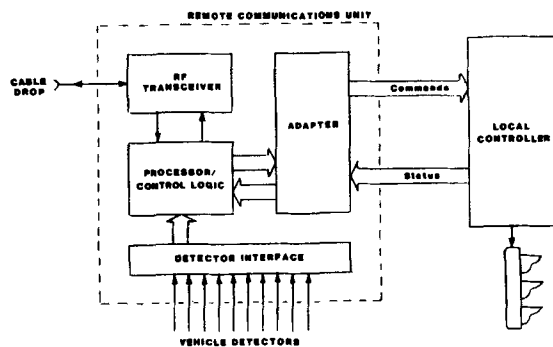 REMOTE COMMUNICATIONS UNIT
CABLE
DROP
RF
TRANSCEIVER
ADAPTER
Commands
LOCAL
CONTROLLER
PROCESSOR/
CONTROL LOGIC
Status
DETECTOR INTERFACE
VEHICLE DETECTORS